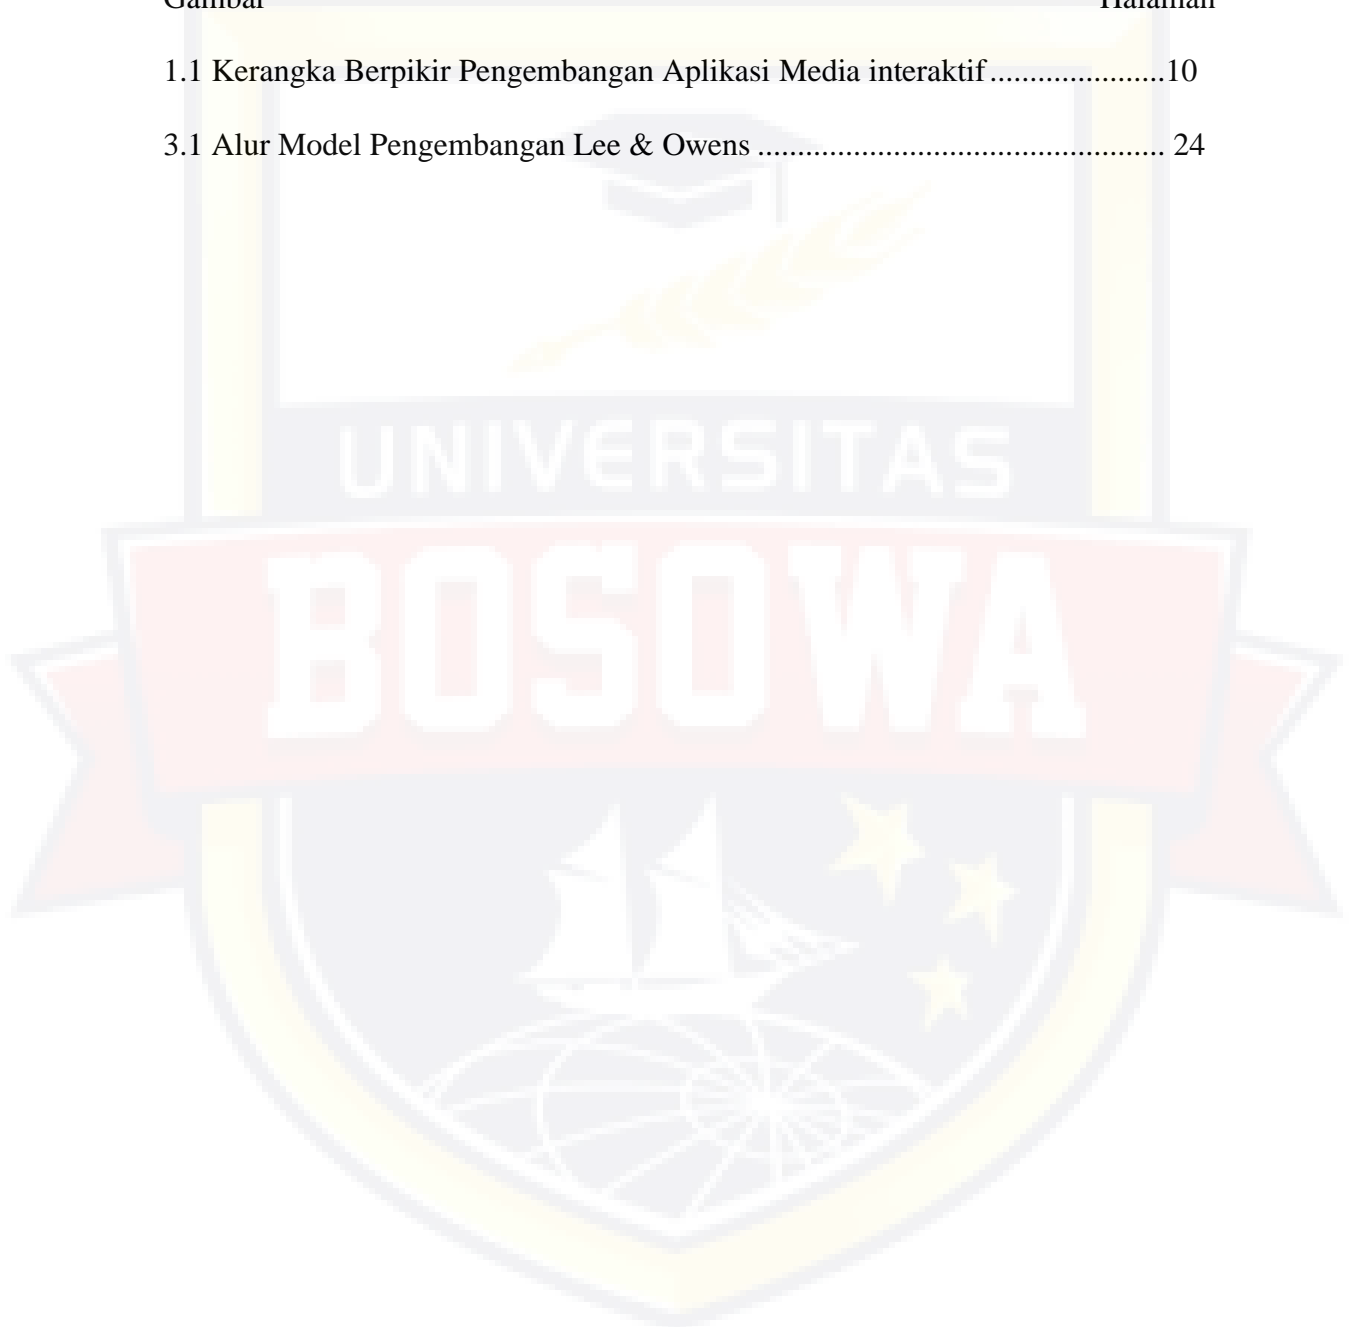 Gambar Halaman
1.1 Kerangka Berpikir Pengembangan Aplikasi Media interaktif......................10
3.1 Alur Model Pengembangan Lee & Owens ................................................... 24
UNIVERSITAS
BOSOWA